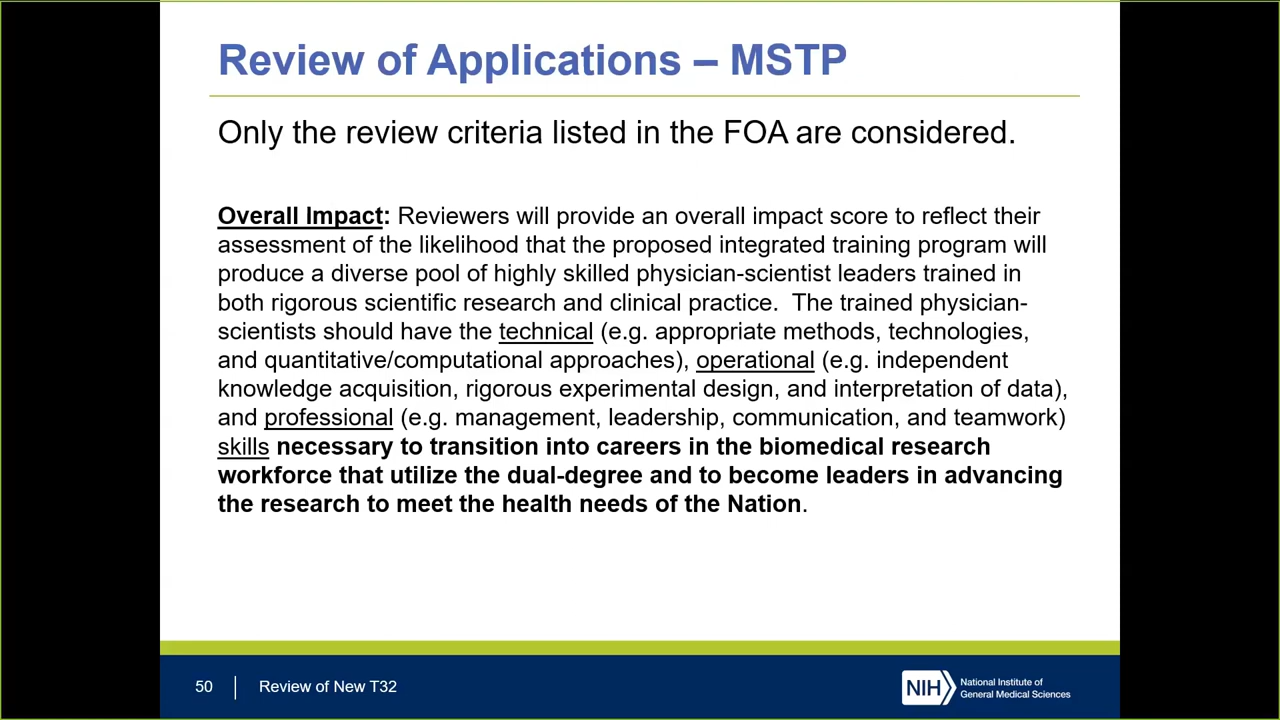 Review of Applications – MSTP
Only the review criteria listed in the FOA are considered.
Overall Impact: Reviewers will provide an overall impact score to reflect their
assessment of the likelihood that the proposed integrated training program will
produce a diverse pool of highly skilled physician-scientist leaders trained in
both rigorous scientific research and clinical practice. The trained physician-
scientists should have the technical (e.g. appropriate methods, technologies,
and quantitative/computational approaches), operational (e.g. independent
knowledge acquisition, rigorous experimental design, and interpretation of data),
and professional (e.g. management, leadership, communication, and teamwork)
skills necessary to transition into careers in the biomedical research
workforce that utilize the dual-degree and to become leaders in advancing
the research to meet the health needs of the Nation.
50
Review of New T32
NIH
National Institute of
General Medical Sciences